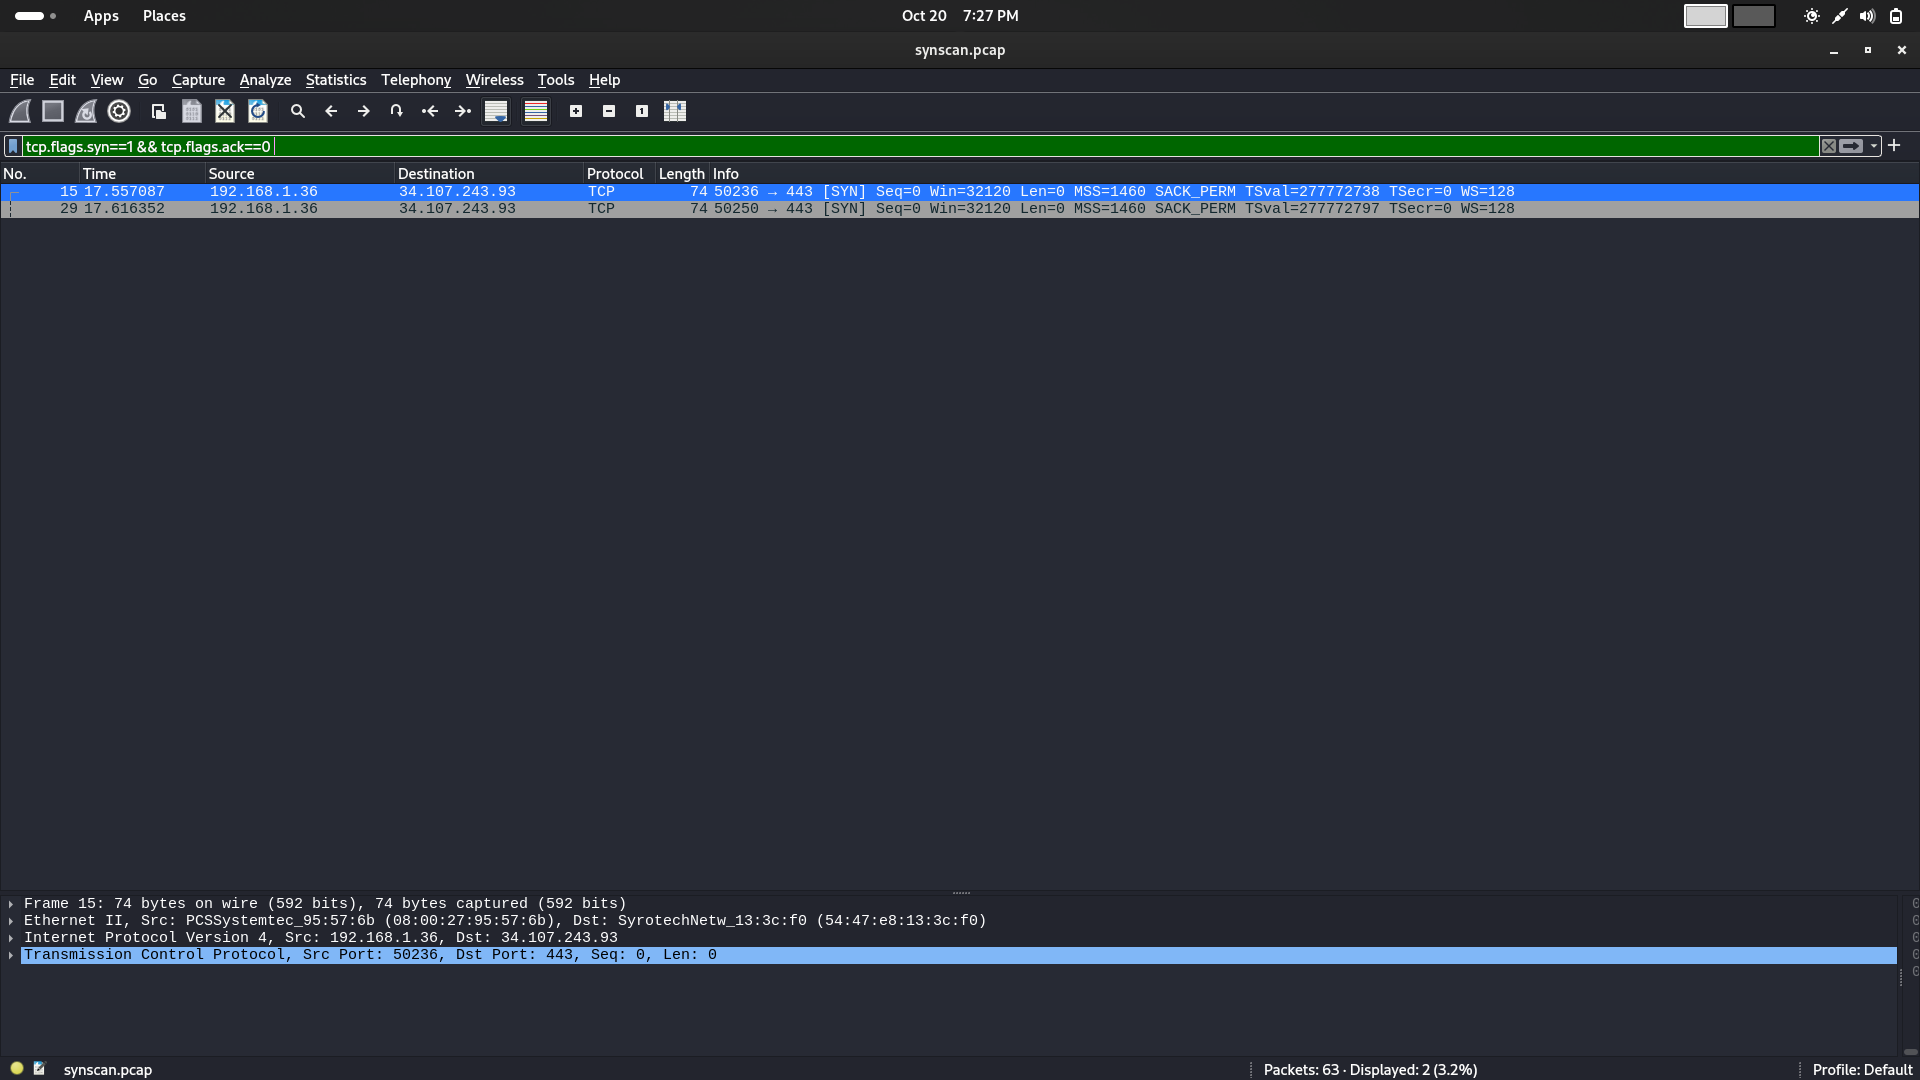 Apps Places Oct 20 7:27 PM
synscan.pcap
File Edit View Go Capture Analyze Statistics Telephony Wireless Tools Help
tcp.flags.syn==1 && tcp.flags.ack==0
No. Time Source Destination Protocol Length Info
15 17.557087 192.168.1.36 34.107.243.93 TCP 74 50236 → 443 [SYN] Seq=0 Win=32120 Len=0 MSS=1460 SACK_PERM TSval=277772738 TSecr=0 WS=128
29 17.616352 192.168.1.36 34.107.243.93 TCP 74 50250 → 443 [SYN] Seq=0 Win=32120 Len=0 MSS=1460 SACK_PERM TSval=277772797 TSecr=0 WS=128
Frame 15: 74 bytes on wire (592 bits), 74 bytes captured (592 bits)
Ethernet II, Src: PCSSystemtec_95:57:6b (08:00:27:95:57:6b), Dst: SyrotechNetw_13:3c:f0 (54:47:e8:13:3c:f0)
Internet Protocol Version 4, Src: 192.168.1.36, Dst: 34.107.243.93
Transmission Control Protocol, Src Port: 50236, Dst Port: 443, Seq: 0, Len: 0
synscan.pcap Packets: 63 · Displayed: 2 (3.2%) Profile: Default